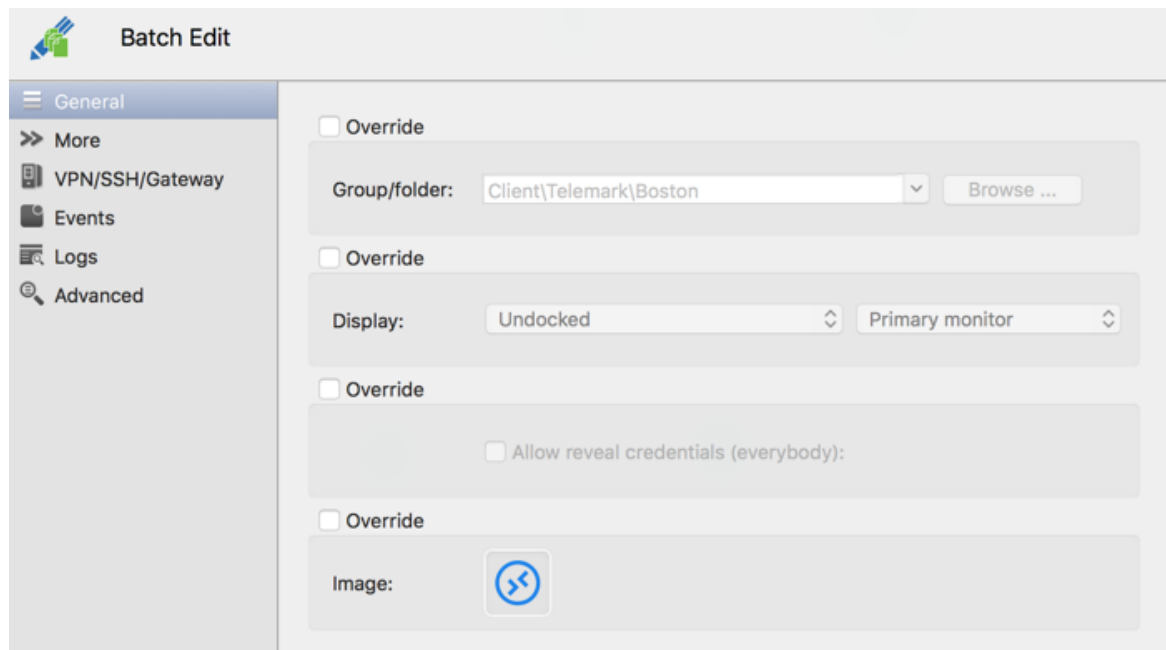 Batch Edit
General
More
VPN/SSH/Gateway
Events
Logs
Advanced
Override
Group/folder: Client\Telemark\Boston Browse ...
Override
Display: Undocked Primary monitor
Override
Allow reveal credentials (everybody):
Override
Image: